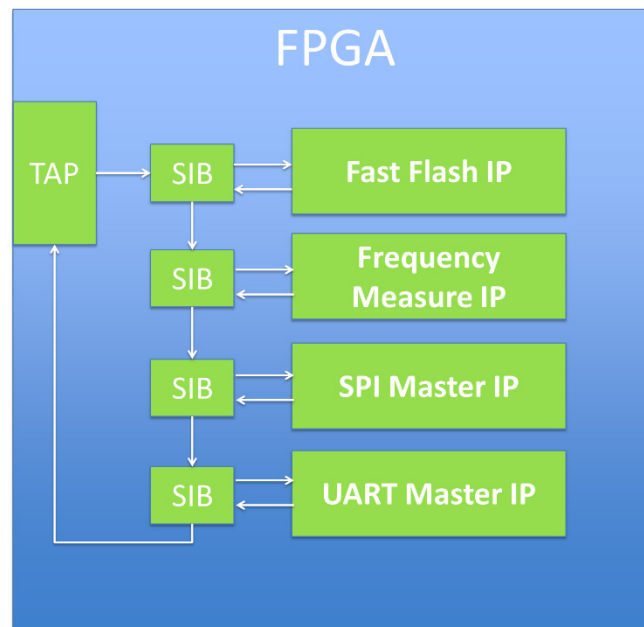 FPGA
TAP
SIB
Fast Flash IP
SIB
Frequency
Measure IP
SIB
SPI Master IP
SIB
UART Master IP